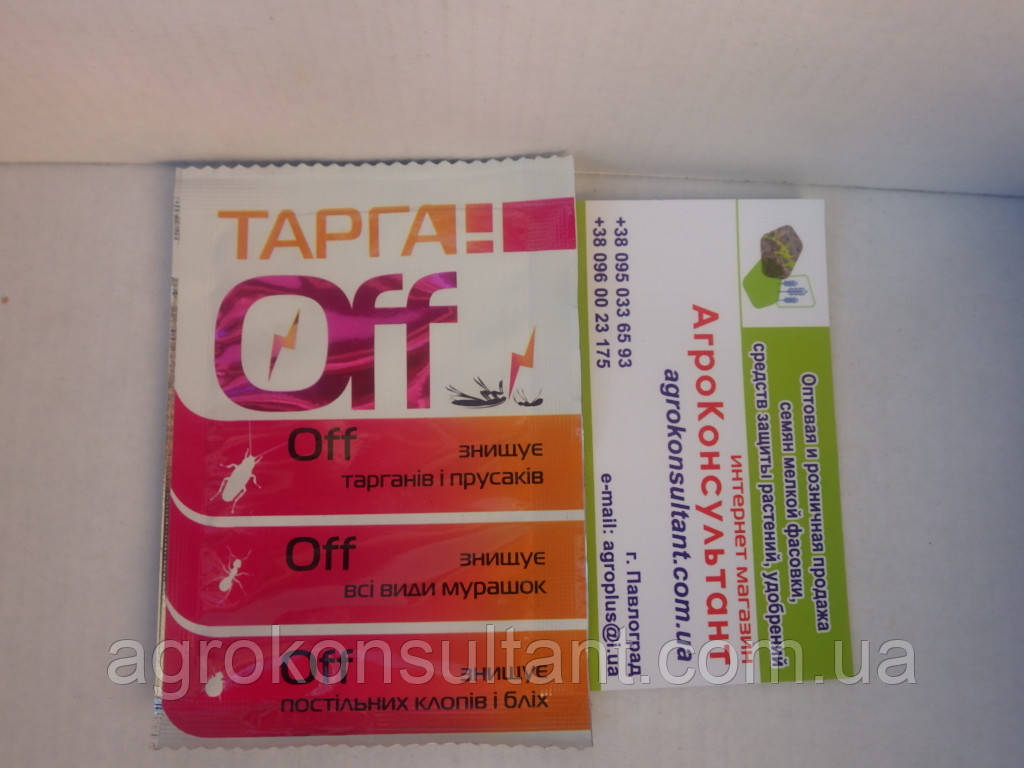 ТАРГА!
Off
Off знищує
тарганів і прусаків
Off знищує
всі види мурашок
Off знищує
постільних клопів і бліх
Оптовая и розничная продажа
семян мелкой фасовки,
средств защиты растений, удобрений
интернет магазин
АгроКонсультант
agrokonsultant.com.ua
г. Павлоград
+38 095 033 65 93
+38 096 00 23 175
e-mail: agroplus@i.ua
agrokonsultant.com.ua